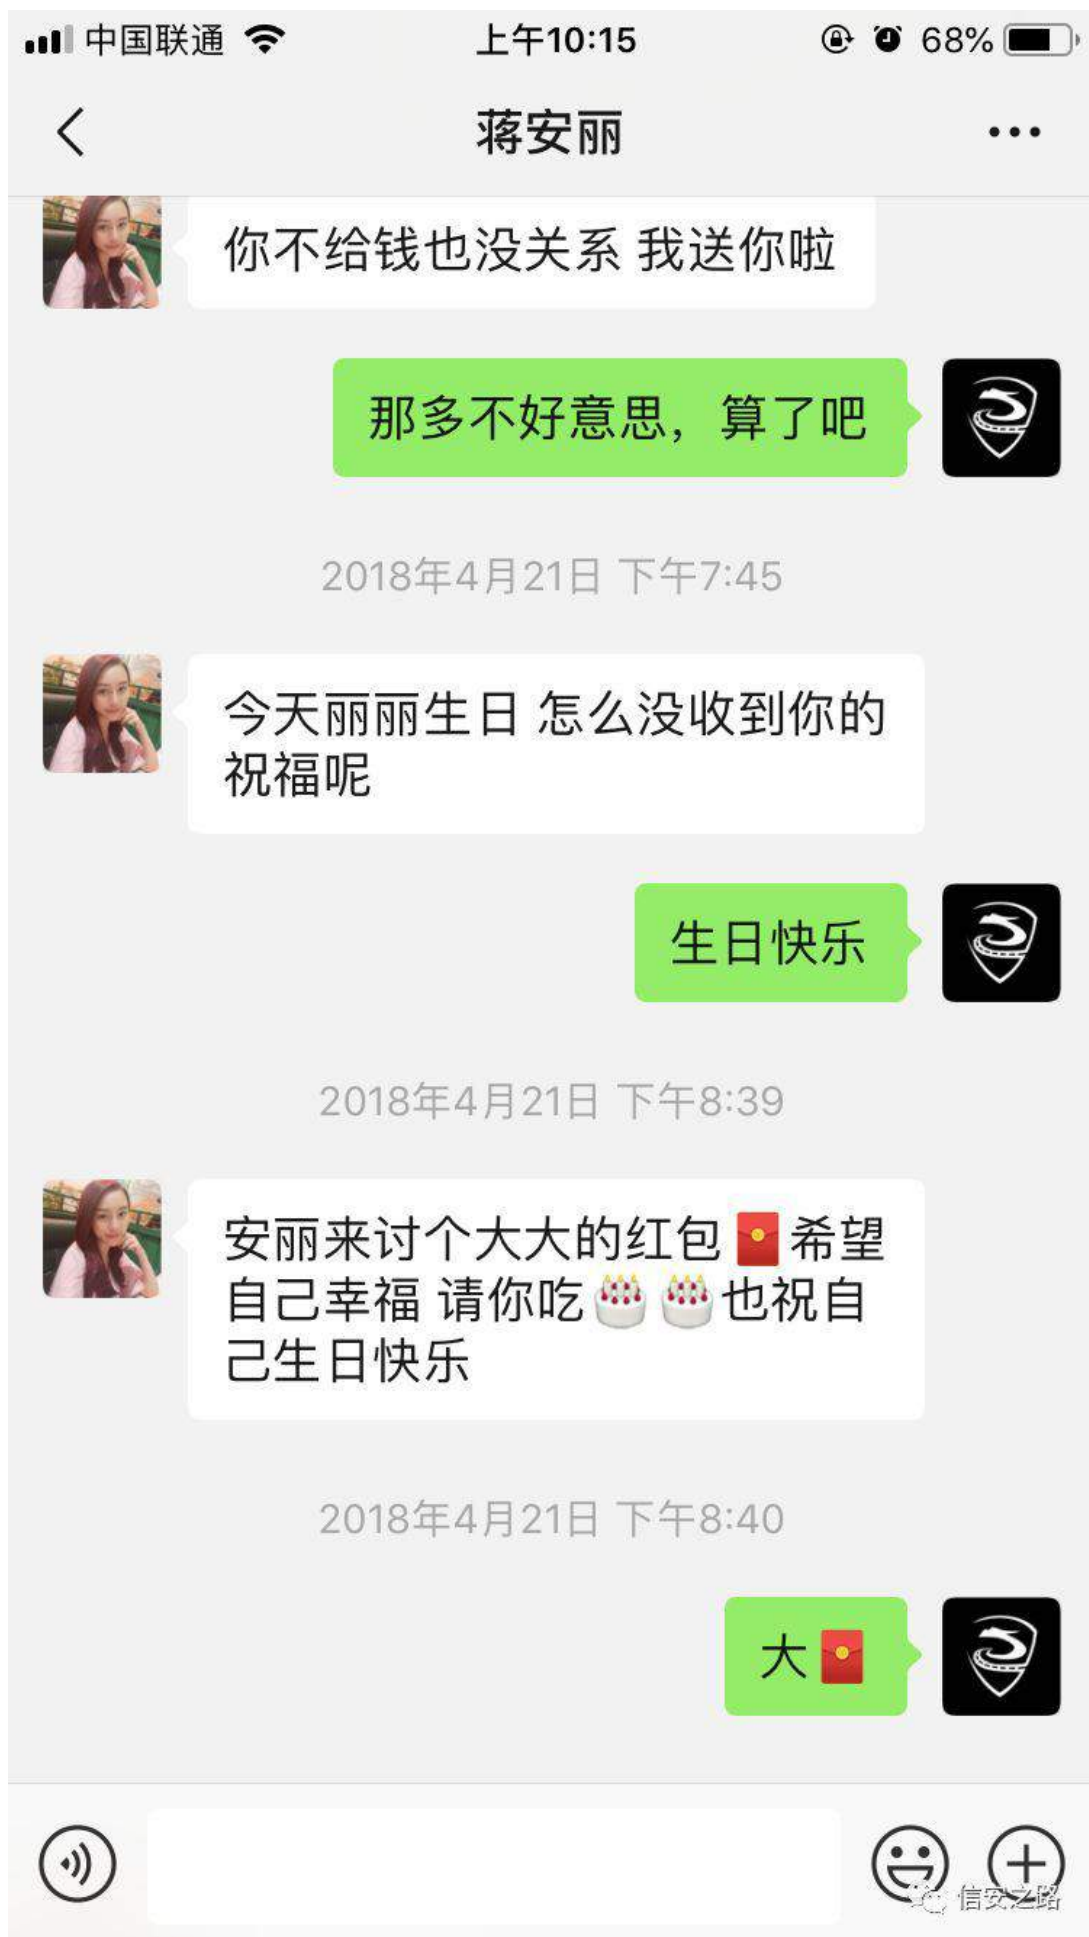 中国联通
上午10:15
68%
蒋安丽
你不给钱也没关系 我送你啦
那多不好意思，算了吧
2018年4月21日 下午7:45
今天丽丽生日 怎么没收到你的
祝福呢
生日快乐
2018年4月21日 下午8:39
安丽来讨个大大的红包🧧希望
自己幸福 请你吃🎂🎂也祝自
己生日快乐
2018年4月21日 下午8:40
大🧧
信安之路